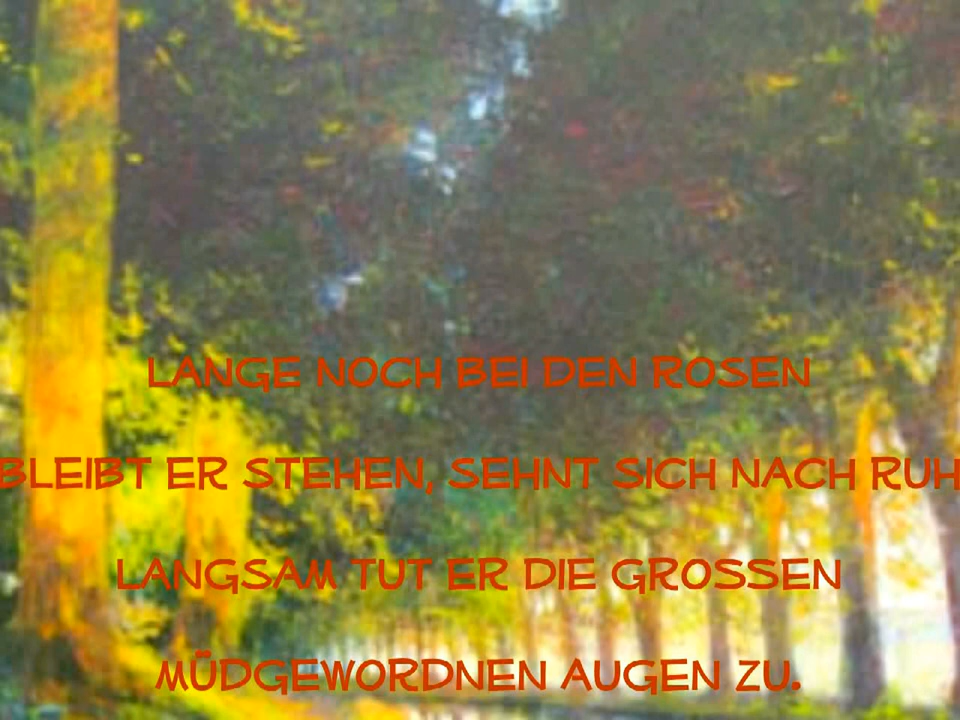 LANGE NOCH BEI DEN ROSEN
BLEIBT ER STEHEN, SEHNT SICH NACH RUH
LANGSAM TUT ER DIE GROSSEN
MÜDGEWORDNEN AUGEN ZU.